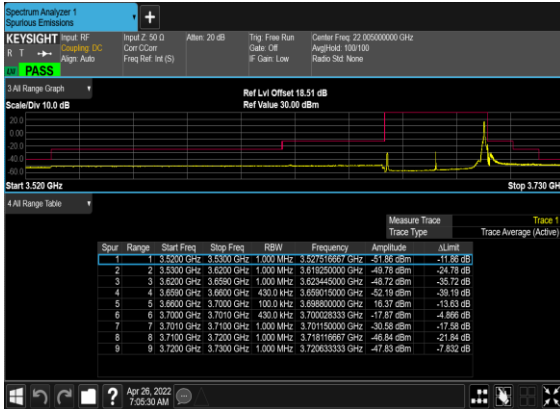 Spectrum Analyzer 1
Spurious Emissions
KEYSIGHT Input: RF Input Z: 50 Ω Atten: 20 dB Trig: Free Run Center Freq: 22.005000000 GHz
R T Coupling: DC Corr CCorr Gate: Off Avg|Hold: 100/100
Align: Auto Freq Ref: Int (S) IF Gain: Low Radio Std: None
PASS
3 All Range Graph
Ref Lvl Offset 18.51 dB
Scale/Div 10.0 dB Ref Value 30.00 dBm
20.0
0.00
-20.0
-40.0
-60.0
Start 3.520 GHz Stop 3.730 GH
4 All Range Table
Measure Trace Trace 1
Trace Type Trace Average (Active)
Spur Range Start Freq Stop Freq RBW Frequency Amplitude ΔLimit
1 1 3.5200 GHz 3.5300 GHz 1.000 MHz 3.527516667 GHz -51.86 dBm -11.86 dB
2 2 3.5300 GHz 3.6200 GHz 1.000 MHz 3.619250000 GHz -49.78 dBm -24.78 dB
3 3 3.6200 GHz 3.6590 GHz 1.000 MHz 3.623445000 GHz -48.72 dBm -35.72 dB
4 4 3.6590 GHz 3.6600 GHz 430.0 kHz 3.659015000 GHz -52.19 dBm -39.19 dB
5 5 3.6600 GHz 3.7000 GHz 100.0 kHz 3.698800000 GHz 16.37 dBm -13.63 dB
6 6 3.7000 GHz 3.7010 GHz 430.0 kHz 3.700028333 GHz -17.87 dBm -4.866 dB
7 7 3.7010 GHz 3.7100 GHz 1.000 MHz 3.701150000 GHz -30.58 dBm -17.58 dB
8 8 3.7100 GHz 3.7200 GHz 1.000 MHz 3.718116667 GHz -46.84 dBm -21.84 dB
9 9 3.7200 GHz 3.7300 GHz 1.000 MHz 3.720633333 GHz -47.83 dBm -7.832 dB
Apr 26, 2022
7:05:30 AM